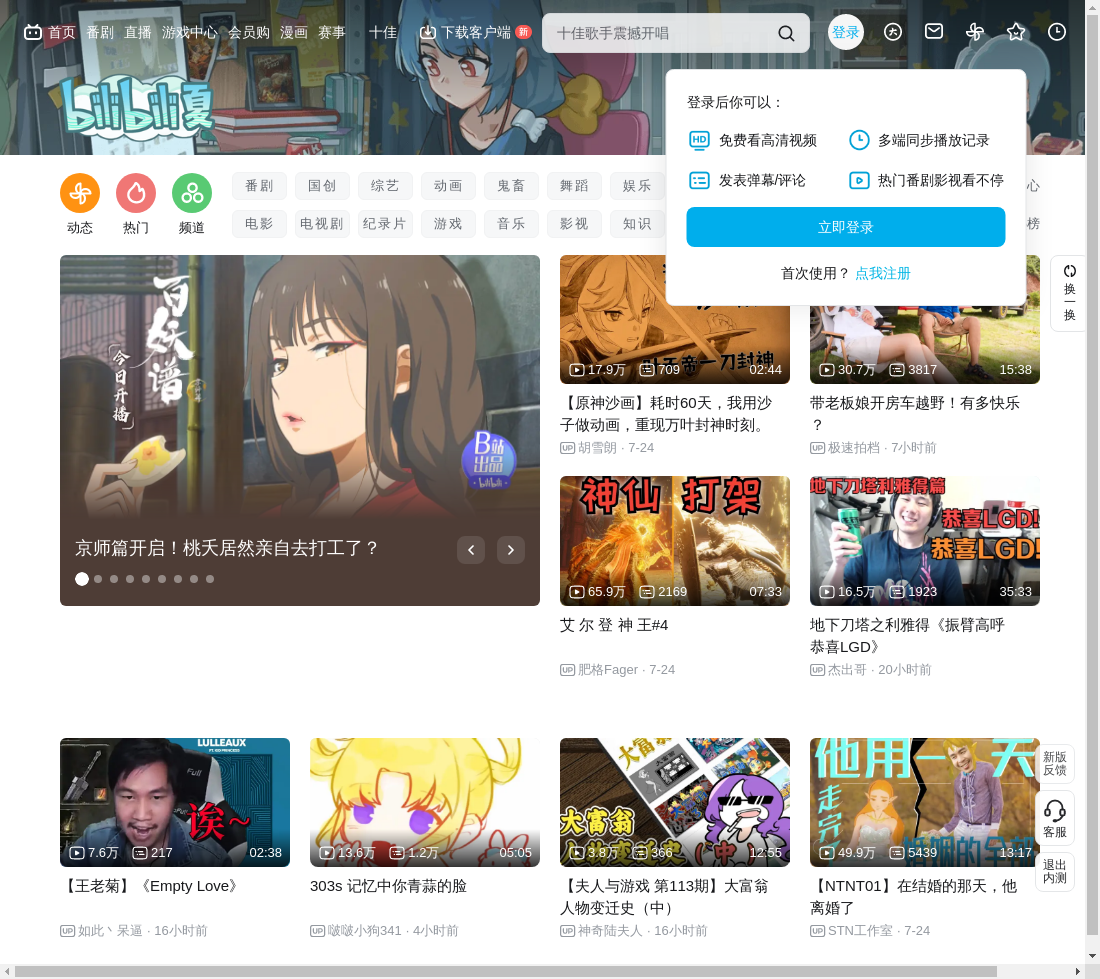 首页 番剧 直播 游戏中心 会员购 漫画 赛事 十佳 下载客户端 新 十佳歌手震撼开唱 登录
bilibili夏
登录后你可以：
免费看高清视频 多端同步播放记录
发表弹幕/评论 热门番剧影视看不停
立即登录
首次使用？ 点我注册
动态 热门 频道
番剧 国创 综艺 动画 鬼畜 舞蹈 娱乐 心
电影 电视剧 纪录片 游戏 音乐 影视 知识 榜
百妖谱
今日开播
B站出品
bilibili
京师篇开启！桃夭居然亲自去打工了？
换一换
一刀封神
17.9万 709 02:44
【原神沙画】耗时60天，我用沙
子做动画，重现万叶封神时刻。
UP 胡雪朗 · 7-24
30.7万 3817 15:38
带老板娘开房车越野！有多快乐
？
UP 极速拍档 · 7小时前
神仙 打架
65.9万 2169 07:33
艾 尔 登 神 王#4
UP 肥格Fager · 7-24
地下刀塔利雅得篇
恭喜LGD!
恭喜LGD!
16.5万 1923 35:33
地下刀塔之利雅得《振臂高呼
恭喜LGD》
UP 杰出哥 · 20小时前
LULLEAUX
诶~
7.6万 217 02:38
【王老菊】《Empty Love》
UP 如此丶呆逼 · 16小时前
13.6万 1.2万 05:05
303s 记忆中你青蒜的脸
UP 啵啵小狗341 · 4小时前
大富翁
大富翁
人物变迁史（中）
3.8万 366 12:55
【夫人与游戏 第113期】大富翁
人物变迁史（中）
UP 神奇陆夫人 · 16小时前
他用一天
走完
婚姻的全部
49.9万 5439 13:17
【NTNT01】在结婚的那天，他
离婚了
UP STN工作室 · 7-24
新版
反馈
客服
退出
内测